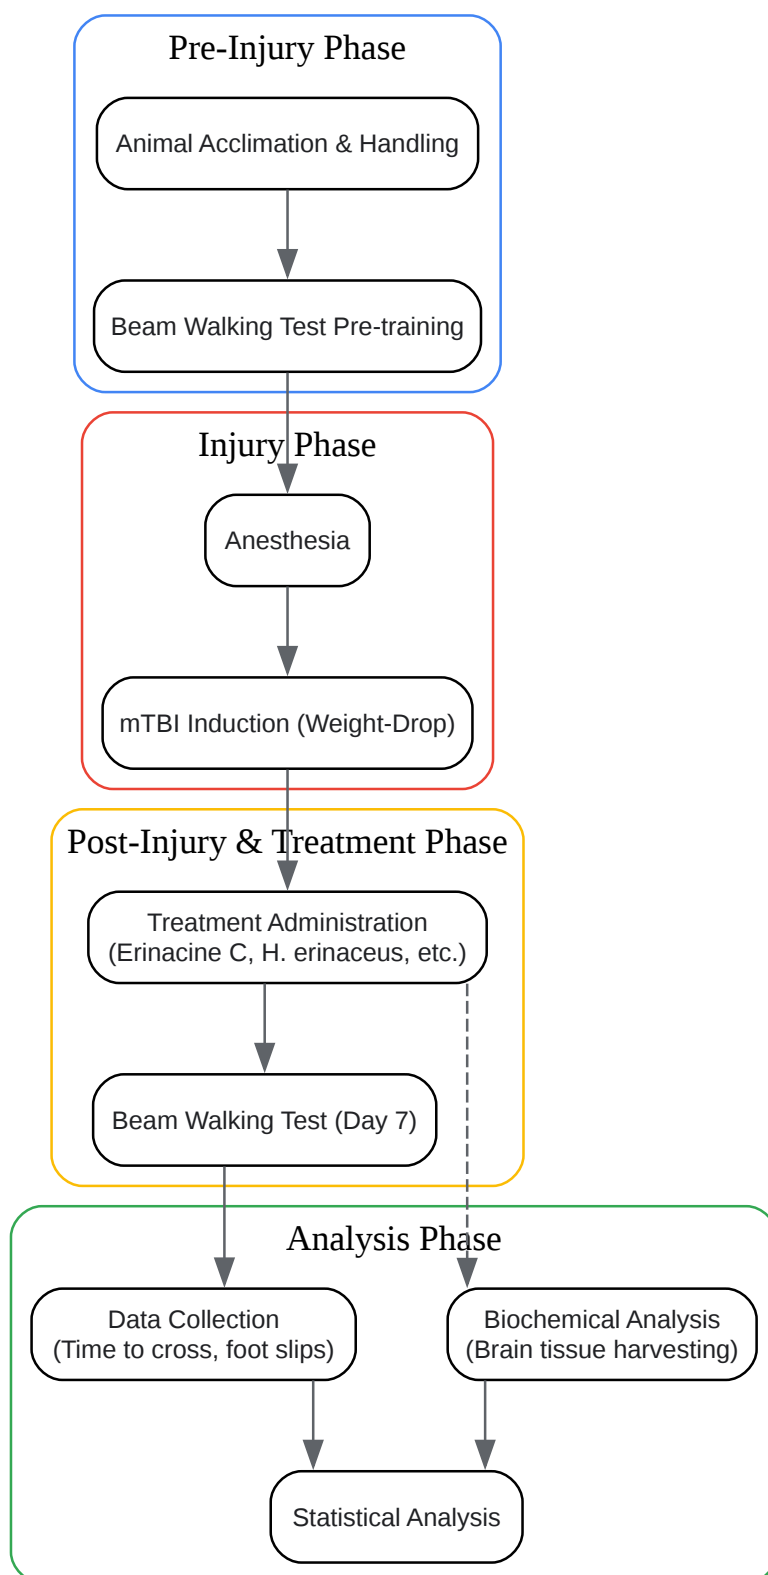 Pre-Injury Phase
Animal Acclimation & Handling
Beam Walking Test Pre-training
Injury Phase
Anesthesia
mTBI Induction (Weight-Drop)
Post-Injury & Treatment Phase
Treatment Administration
(Erinacine C, H. erinaceus, etc.)
Beam Walking Test (Day 7)
Analysis Phase
Data Collection
(Time to cross, foot slips)
Biochemical Analysis
(Brain tissue harvesting)
Statistical Analysis